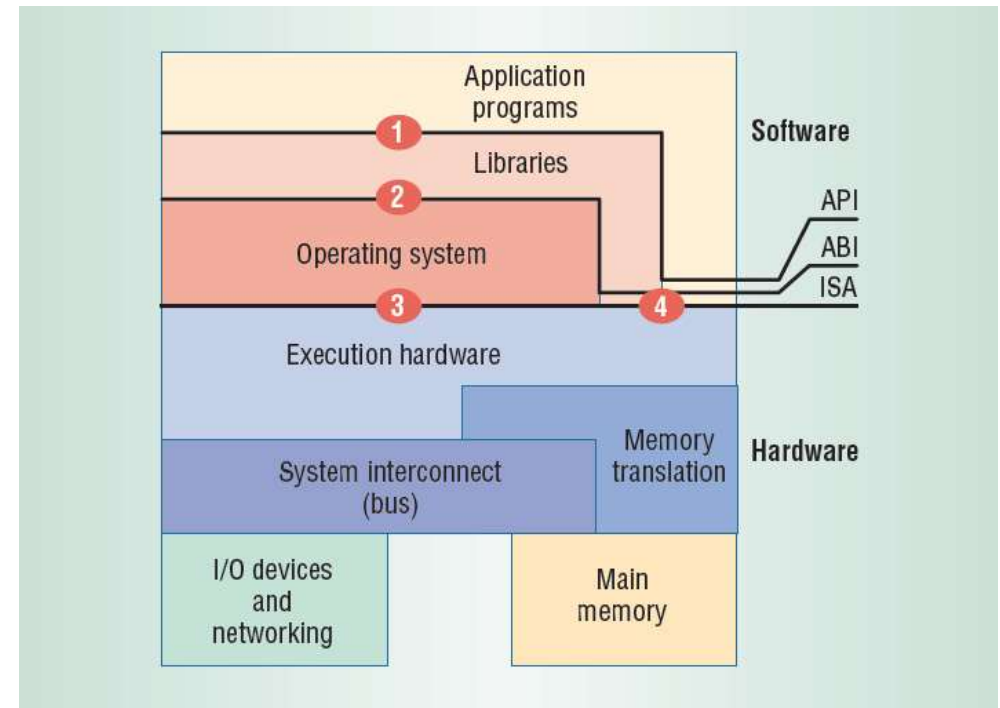 Application
programs
Software
1
Libraries
2
API
Operating system
ABI
ISA
3
4
Execution hardware
Memory
translation
Hardware
System interconnect
(bus)
I/O devices
and
networking
Main
memory